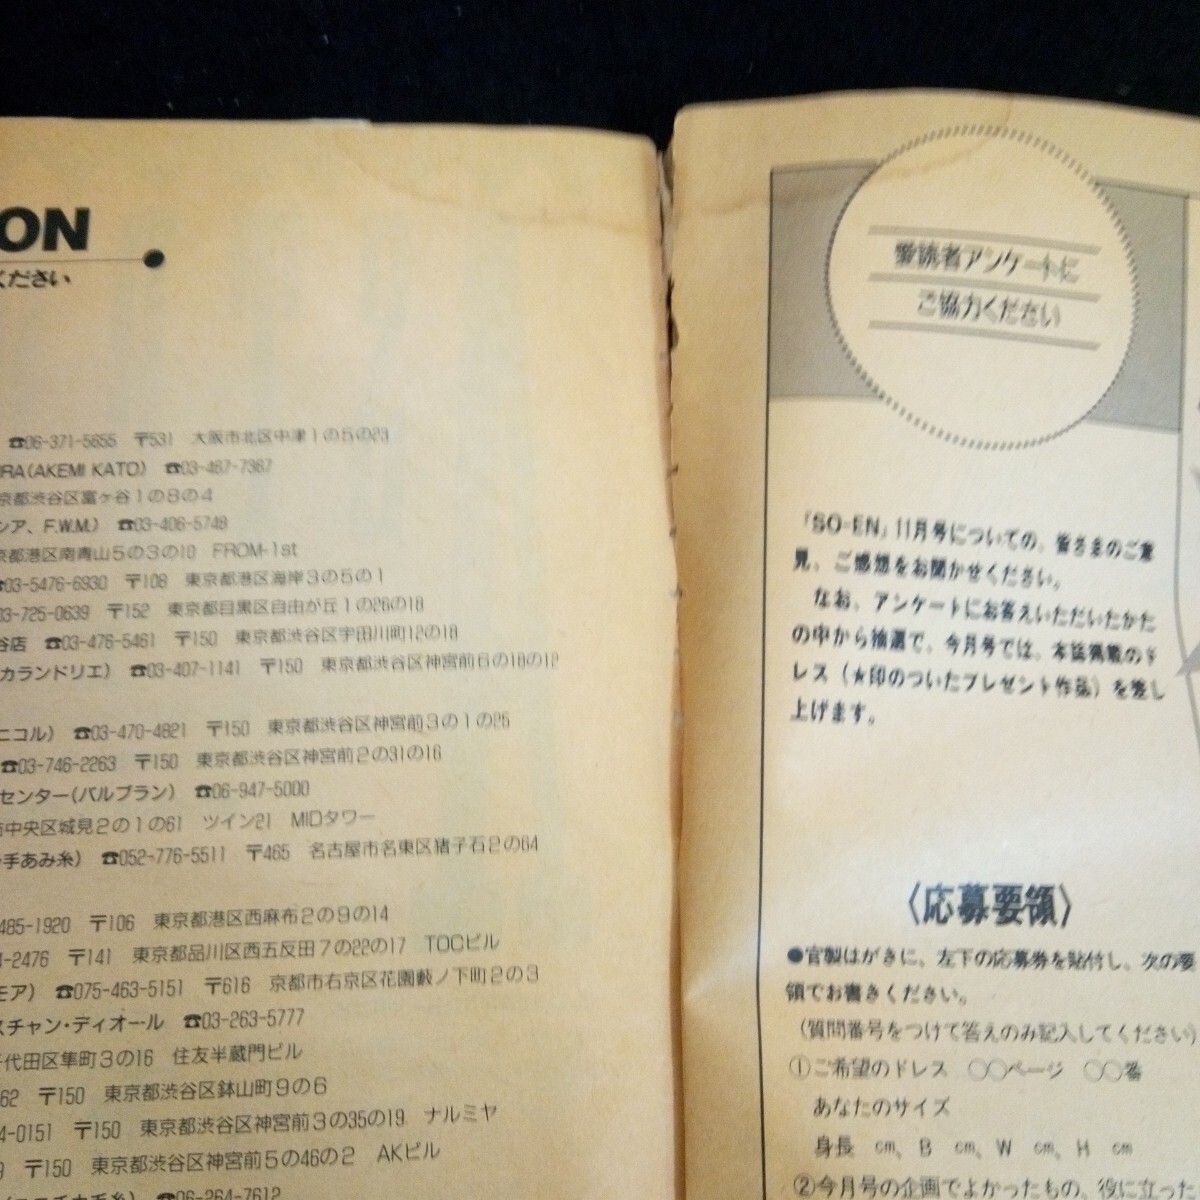 ON
ください
☎06-371-5655 〒531 大阪市北区中津1の5の23
URA(AKEMI KATO) ☎03-467-7367
京都渋谷区富ヶ谷1の8の4
シア、F.W.M.) ☎03-406-5748
京都港区南青山5の3の10 FROM-1st
☎03-5476-6930 〒108 東京都港区海岸3の5の1
03-725-0639 〒152 東京都目黒区自由が丘1の26の18
谷店 ☎03-476-5461 〒150 東京都渋谷区宇田川町12の18
カランドリエ) ☎03-407-1141 〒150 東京都渋谷区神宮前6の18の12
ニコル) ☎03-470-4821 〒150 東京都渋谷区神宮前3の1の25
☎03-746-2263 〒150 東京都渋谷区神宮前2の31の16
センター(バルブラン) ☎06-947-5000
中央区城見2の1の61 ツイン21 MIDタワー
手あみ糸) ☎052-776-5511 〒465 名古屋市名東区猪子石2の64
485-1920 〒106 東京都港区西麻布2の9の14
-2476 〒141 東京都品川区西五反田7の22の17 TOCビル
モア) ☎075-463-5151 〒616 京都市右京区花園藪ノ下町2の3
スチャン・ディオール ☎03-263-5777
千代田区隼町3の16 住友半蔵門ビル
62 〒150 東京都渋谷区鉢山町9の6
4-0151 〒150 東京都渋谷区神宮前3の35の19 ナルミヤ
〒150 東京都渋谷区神宮前5の46の2 AKビル
☎06-264-7612
愛読者アンケートに
ご協力ください
「SO-EN」11月号についての、皆さまのご意
見、ご感想をお聞かせください。
なお、アンケートにお答えいただいたかた
の中から抽選で、今月号では、本誌掲載のド
レス（★印のついたプレゼント作品）を差し
上げます。
〈応募要領〉
●官製はがきに、左下の応募券を貼付し、次の要
領でお書きください。
（質問番号をつけて答えのみ記入してください）
①ご希望のドレス ○○ページ ○○番
あなたのサイズ
身長 cm、B cm、W cm、H cm
②今月号の企画でよかったもの、役に立った